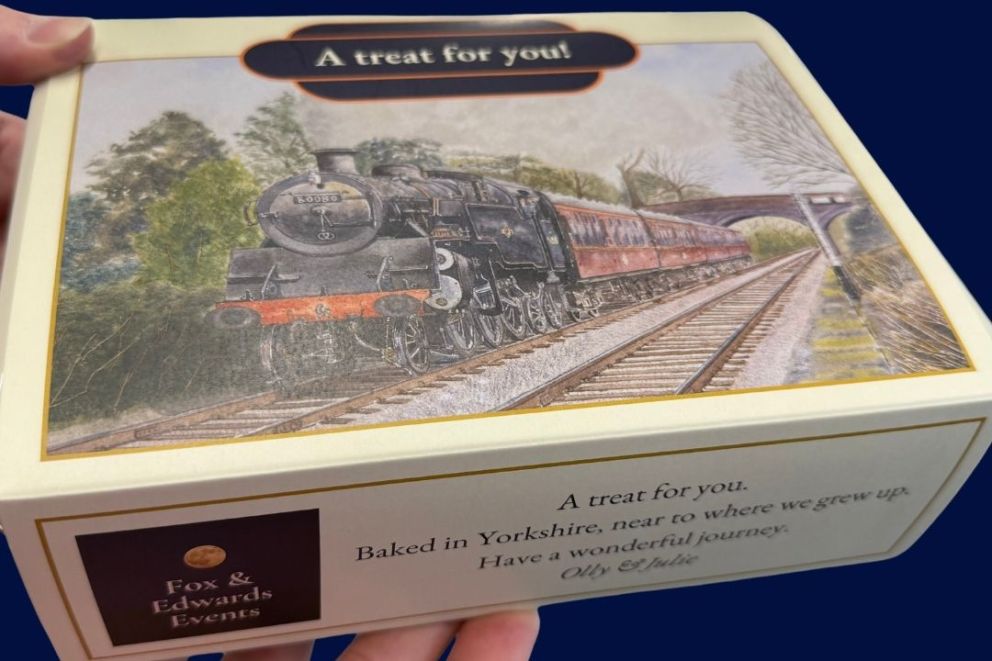 A treat for you!
A treat for you.
Baked in Yorkshire, near to where we grew up.
Have a wonderful journey.
Olly & Julie
Fox &
Edwards
Events